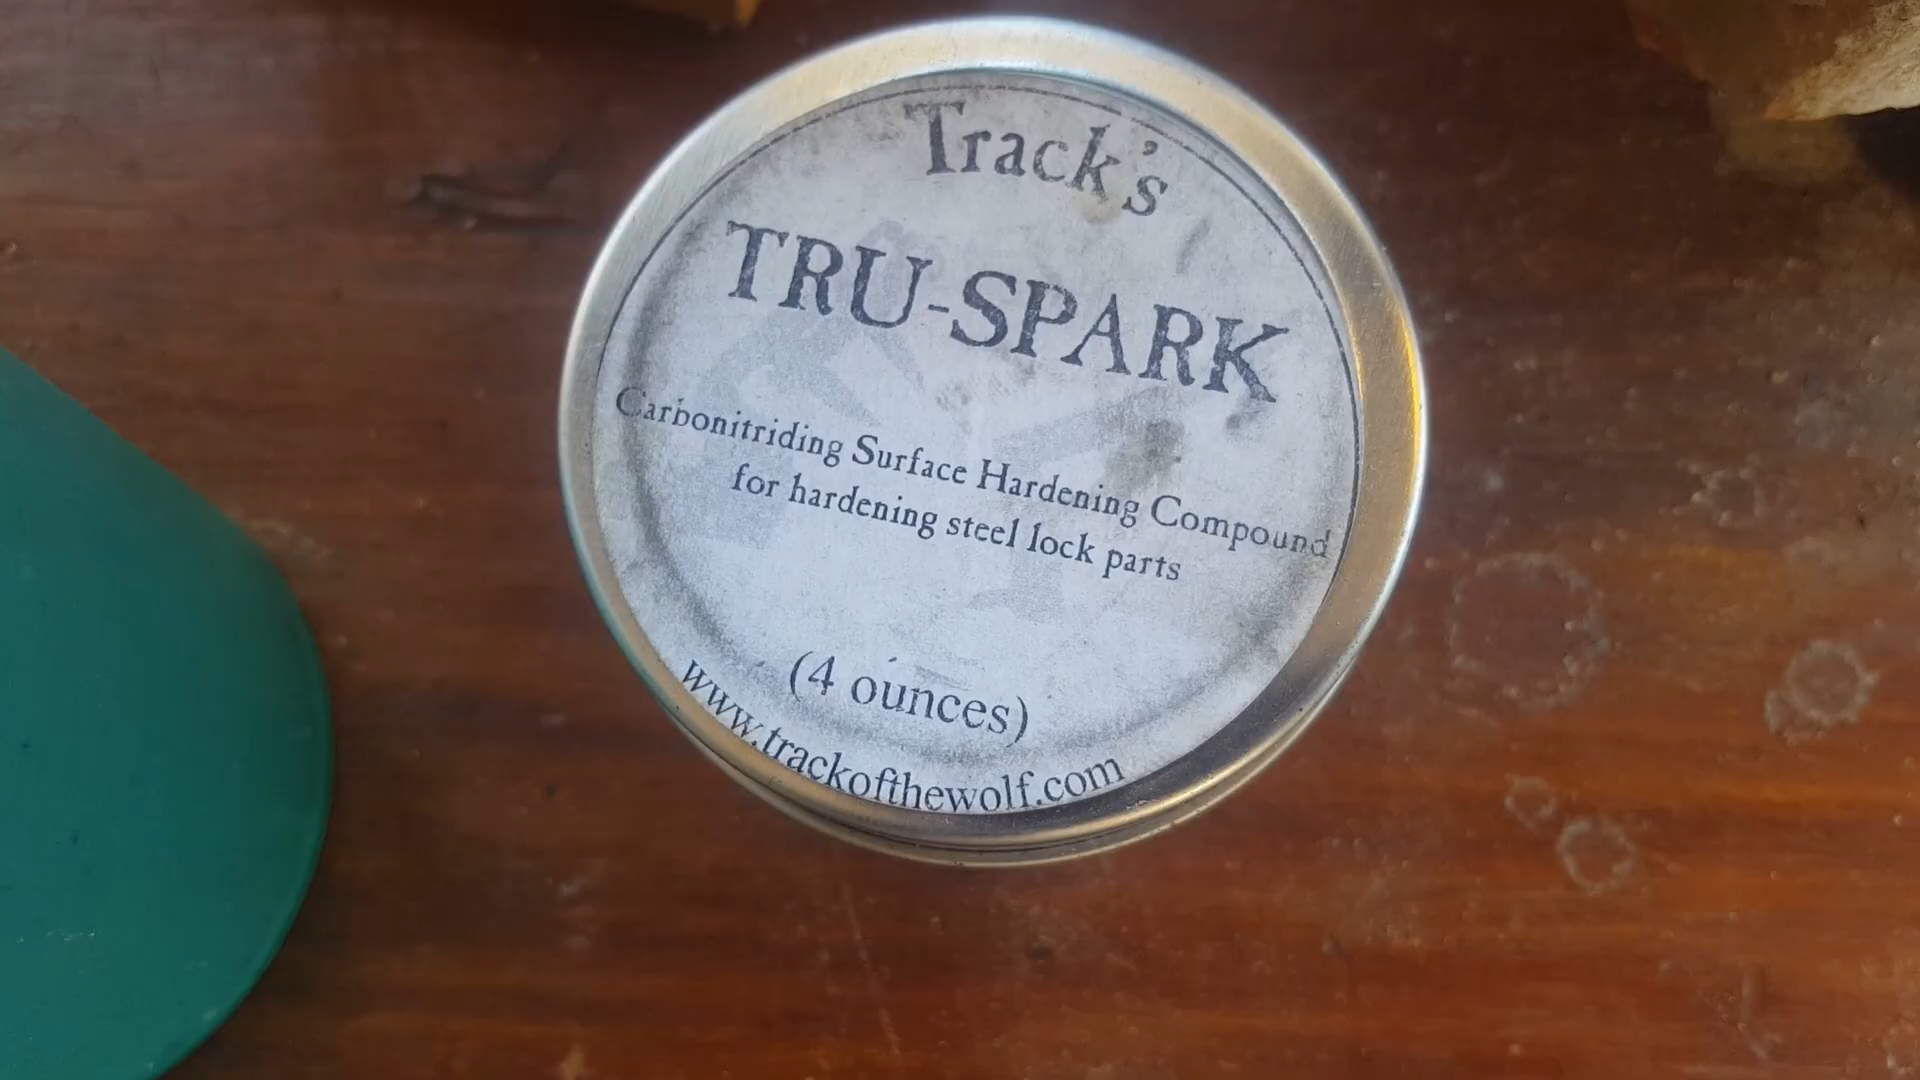 Track's
TRU-SPARK
Carbonitriding Surface Hardening Compound
for hardening steel lock parts
(4 ounces)
www.trackofthewolf.com